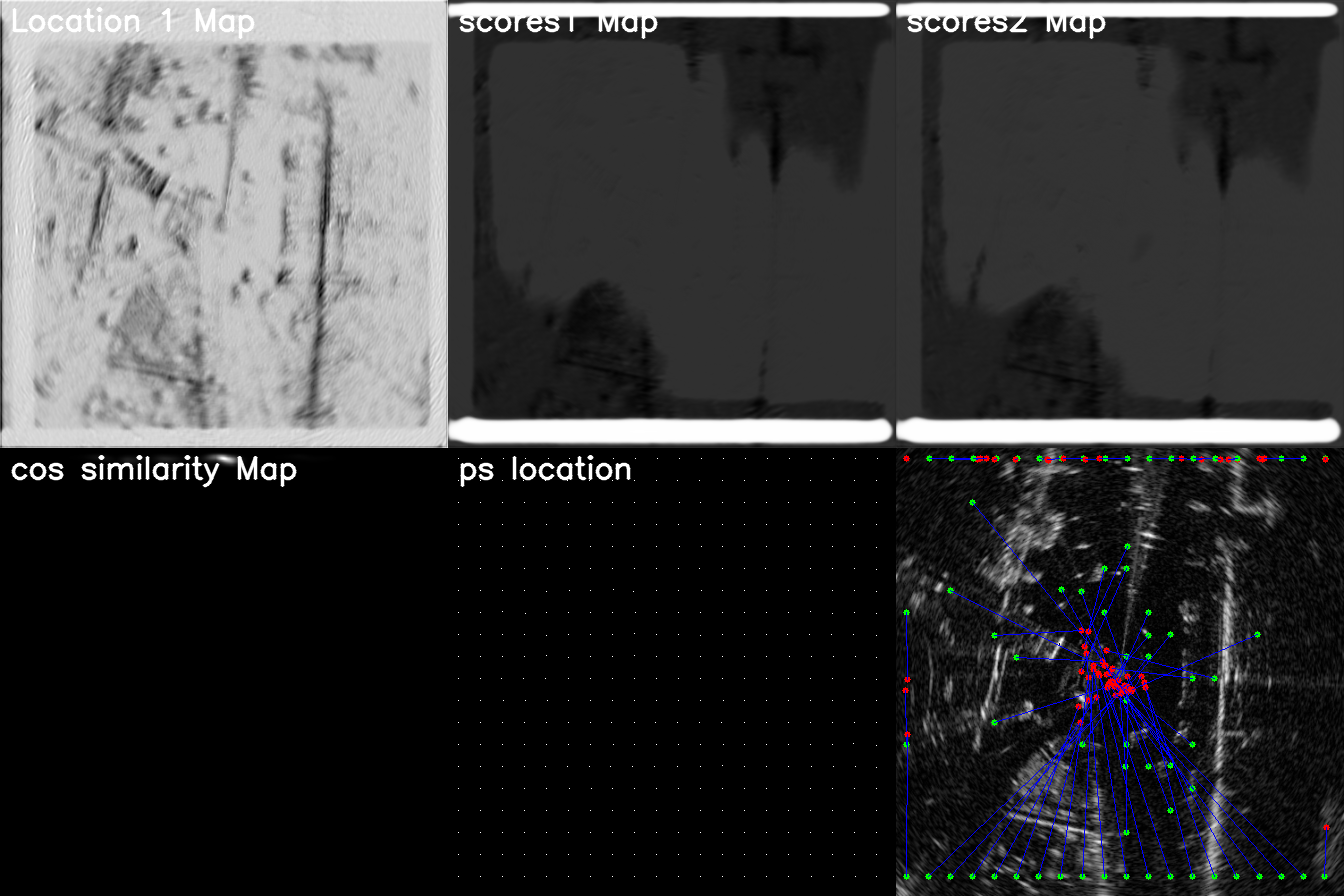 Location 1 Map
scores1 Map
scores2 Map
cos similarity Map
ps location